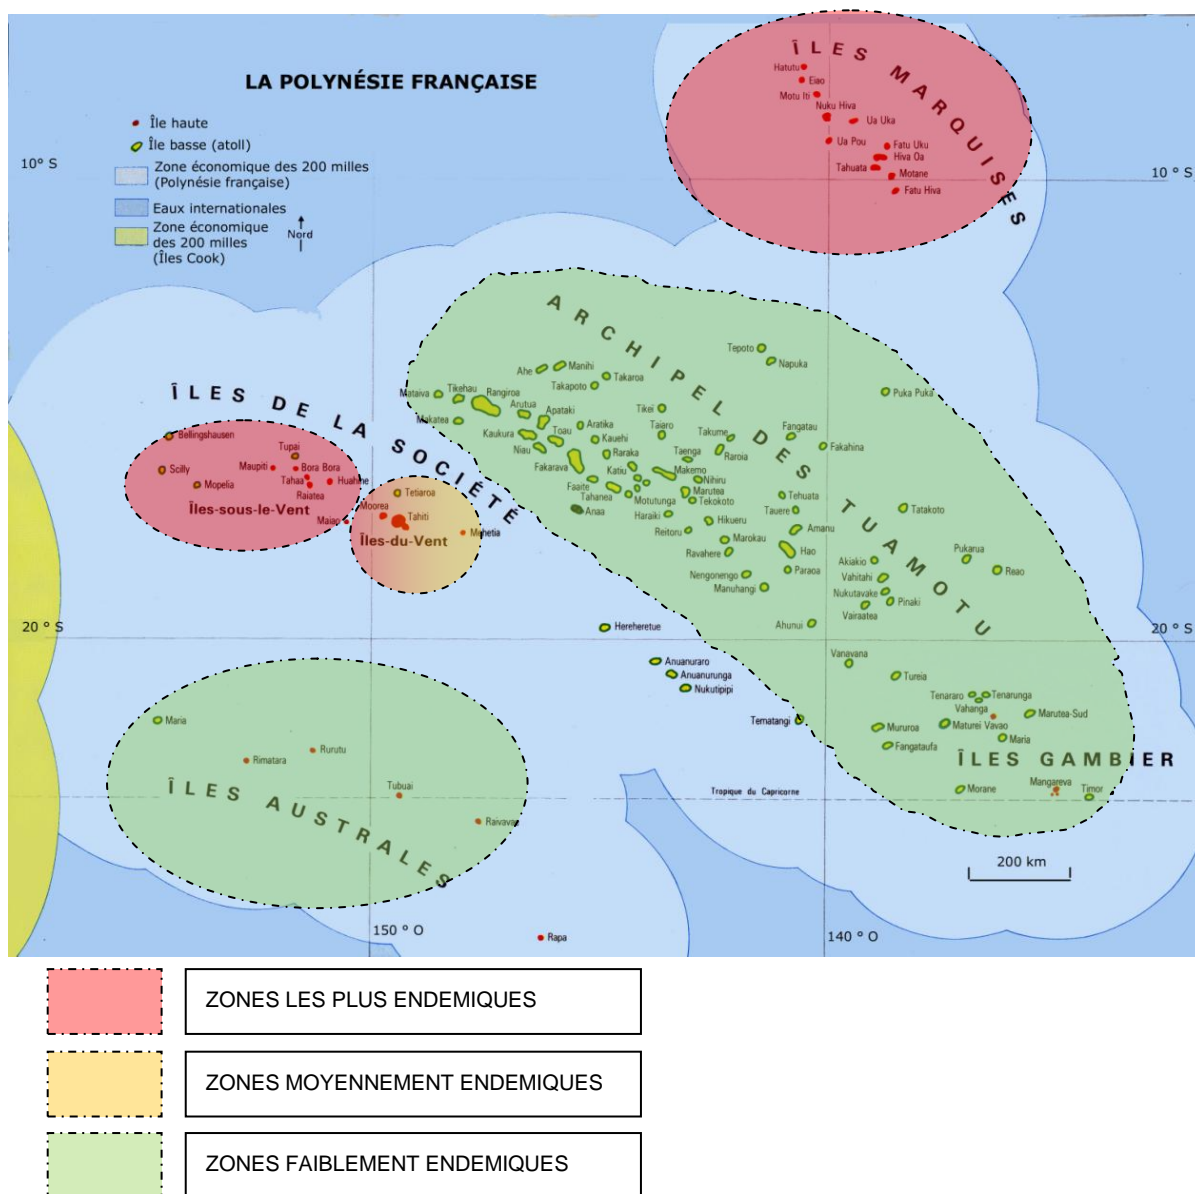 LA POLYNÉSIE FRANÇAISE
Île haute
Île basse (atoll)
Zone économique des 200 milles
(Polynésie française)
Eaux internationales
Zone économique
des 200 milles
(Îles Cook)
Nord
10° S
10 ° S
ÎLES MARQUISES
Hatutu
Eiao
Motu Iti
Nuku Hiva
Ua Uka
Ua Pou
Fatu Uku
Hiva Oa
Tahuata
Motane
Fatu Hiva
ARCHIPEL DES TUAMOTU
Tepoto
Napuka
Ahe
Manihi
Takaroa
Takapoto
Puka Puka
Mataiva
Tikehau
Rangiroa
Arutua
Apataki
Tikei
Makatea
Aratika
Taiaro
Takume
Fangatau
Kaukura
Toau
Kauehi
Fakahina
Niau
Raraka
Taenga
Raroia
Fakarava
Katiu
Makemo
Nihiru
Faaite
Tahanea
Motutunga
Marutea
Tekokoto
Tehuata
Anaa
Haraiki
Hikueru
Tauere
Tatakoto
Reitoru
Marokau
Amanu
Ravahere
Hao
Pukarua
Akiakio
Reao
Nengonengo
Paraoa
Vahitahi
Manuhangi
Nukutavake
Pinaki
Vairaatea
Ahunui
ÎLES DE LA SOCIÉTÉ
Bellingshausen
Tupai
Scilly
Maupiti
Bora Bora
Mopelia
Tahaa
Huahine
Raiatea
Îles-sous-le-Vent
Maiao
Tetiaroa
Moorea
Tahiti
Mehetia
Îles-du-Vent
20 ° S
20 ° S
Hereheretue
Anuanuraro
Anuanurunga
Nukutipipi
Vanavana
Tureia
Tematangi
Tenararo
Tenarunga
Vahanga
Marutea-Sud
Mururoa
Maturei Vavao
Fangataufa
Maria
ÎLES GAMBIER
Morane
Mangareva
Timor
Tropique du Capricorne
Maria
Rimatara
Rurutu
Tubuai
Raivavae
ÎLES AUSTRALES
Rapa
200 km
150 ° O
140 ° O
ZONES LES PLUS ENDEMIQUES
ZONES MOYENNEMENT ENDEMIQUES
ZONES FAIBLEMENT ENDEMIQUES